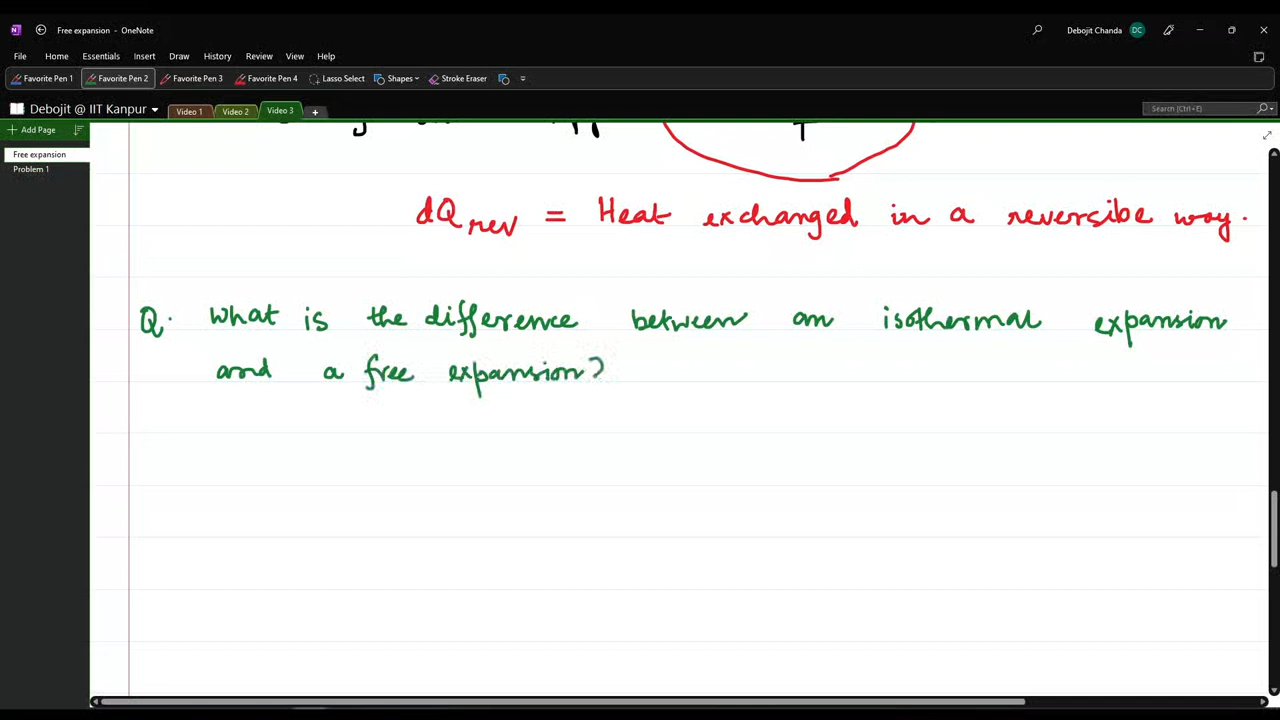 Free expansion - OneNote
Debojit Chanda DC
File Home Essentials Insert Draw History Review View Help
Favorite Pen 1 Favorite Pen 2 Favorite Pen 3 Favorite Pen 4 Lasso Select Shapes Stroke Eraser
Debojit @ IIT Kanpur Video 1 Video 2 Video 3 + Search (Ctrl+E)
+ Add Page
Free expansion
Problem 1
dQrev = Heat exchanged in a reversibe way.
Q. What is the difference between an isothermal expansion
and a free expansion?